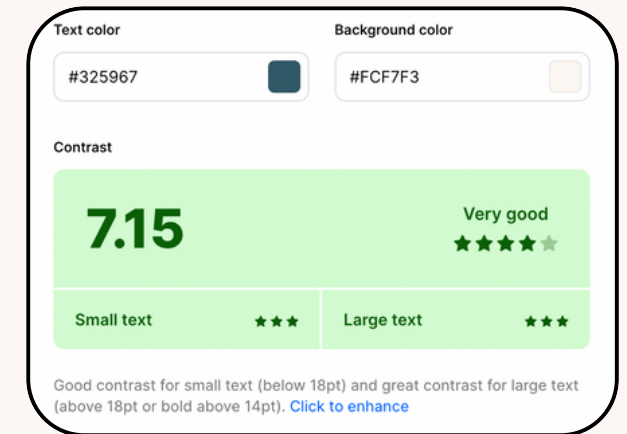 Text color
Background color
#325967
#FCF7F3
Contrast
7.15
Very good
Small text
Large text
Good contrast for small text (below 18pt) and great contrast for large text
(above 18pt or bold above 14pt). Click to enhance